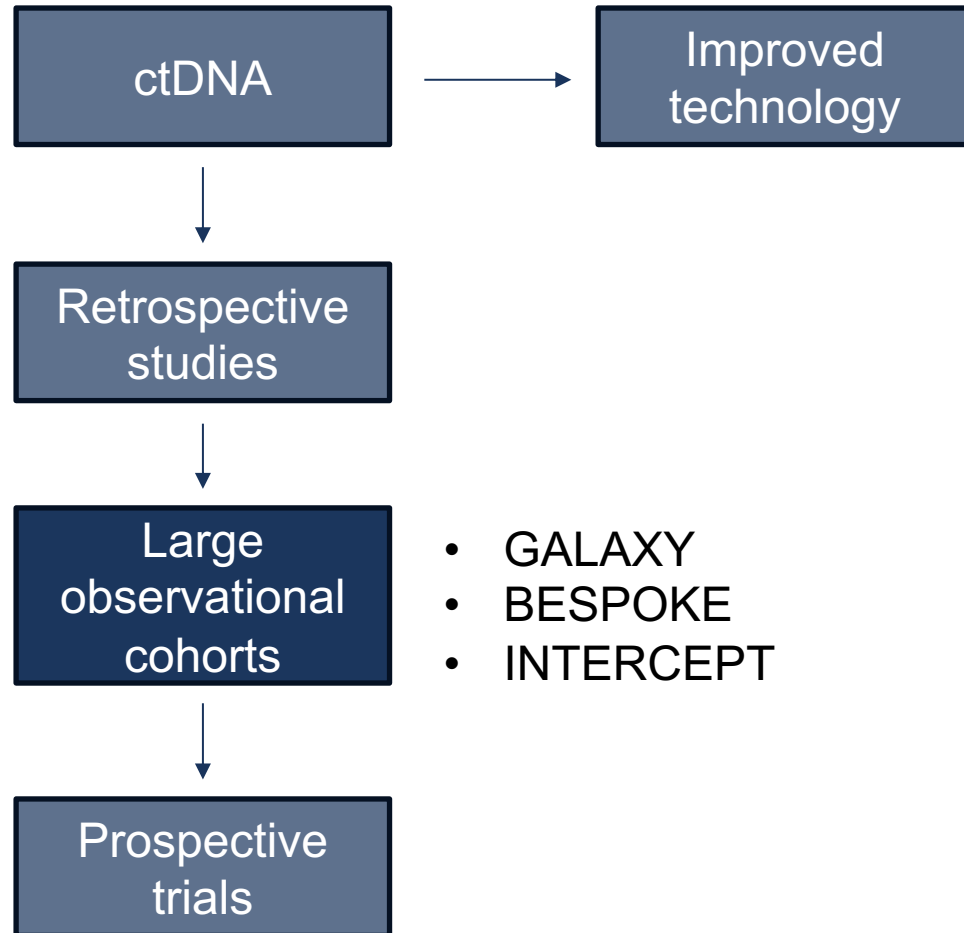 ctDNA
Improved
technology
Retrospective
studies
Large
observational
cohorts
• GALAXY
• BESPOKE
• INTERCEPT
Prospective
trials